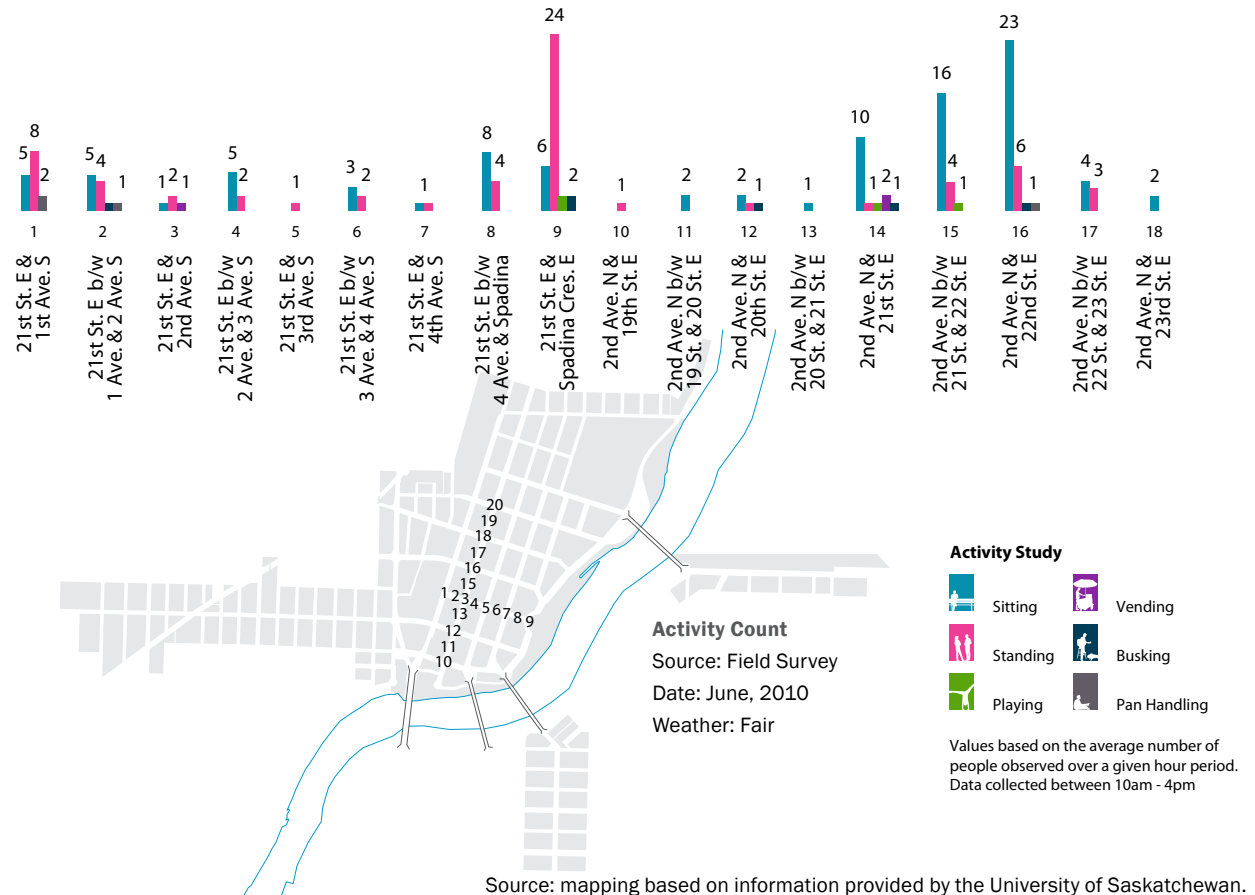 24
23
16
10
8
8
6
6
5
2
5
4
1
1
2
1
5
2
1
3
2
1
4
2
1
2
2
1
1
1
2
1
4
1
1
4
3
2
1
2
3
4
5
6
7
8
9
10
11
12
13
14
15
16
17
18
21st St. E &
1st Ave. S
21st St. E b/w
1 Ave. & 2 Ave. S
21st St. E &
2nd Ave. S
21st St. E b/w
2 Ave. & 3 Ave. S
21st St. E &
3rd Ave. S
21st St. E b/w
3 Ave. & 4 Ave. S
21st St. E &
4th Ave. S
21st St. E b/w
4 Ave. & Spadina
21st St. E &
Spadina Cres. E
2nd Ave. N &
19th St. E
2nd Ave. N b/w
19 St. & 20 St. E
2nd Ave. N &
20th St. E
2nd Ave. N b/w
20 St. & 21 St. E
2nd Ave. N &
21st St. E
2nd Ave. N b/w
21 St. & 22 St. E
2nd Ave. N &
22nd St. E
2nd Ave. N b/w
22 St. & 23 St. E
2nd Ave. N &
23rd St. E
20
19
18
17
16
15
1 2 3 4 5 6 7 8 9
13
12
11
10
Activity Count
Source: Field Survey
Date: June, 2010
Weather: Fair
Activity Study
Sitting
Vending
Standing
Busking
Playing
Pan Handling
Values based on the average number of
people observed over a given hour period.
Data collected between 10am - 4pm
Source: mapping based on information provided by the University of Saskatchewan.